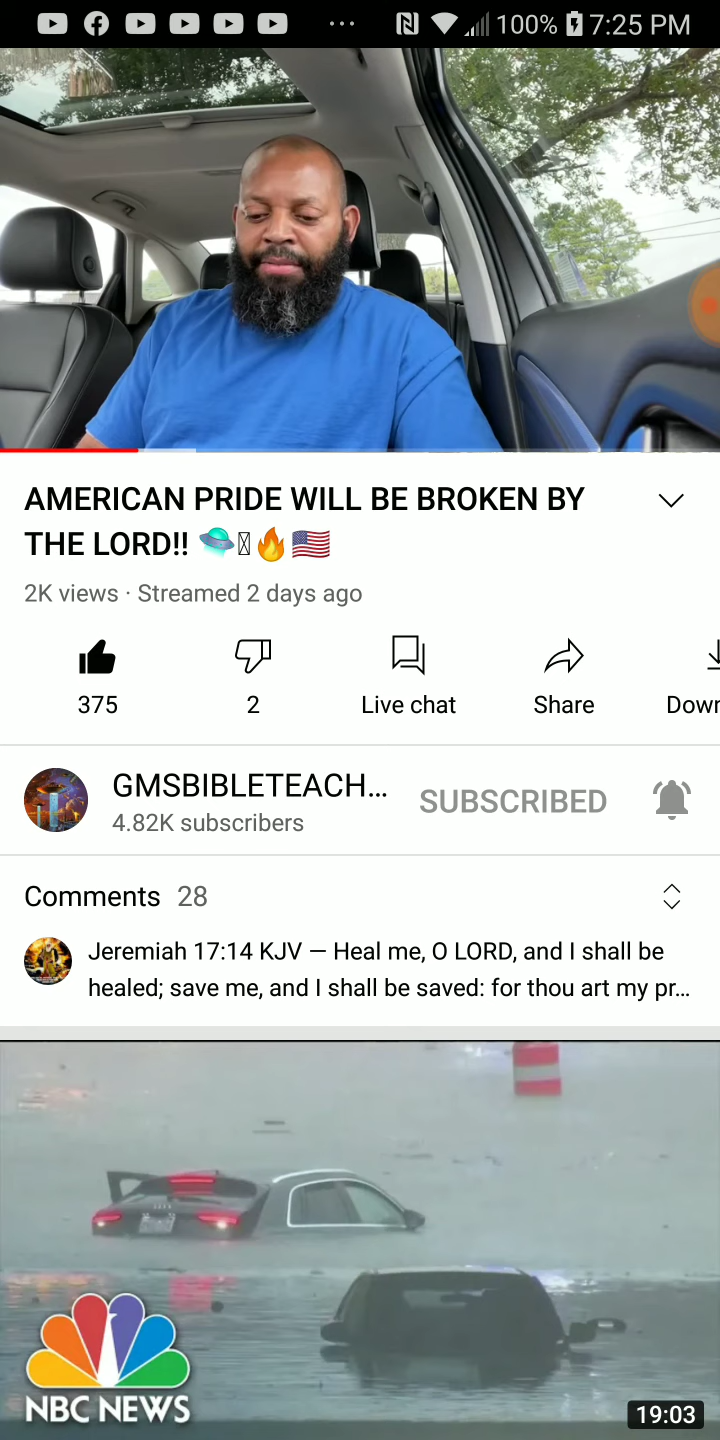 100% 7:25 PM
AMERICAN PRIDE WILL BE BROKEN BY
THE LORD!! 🛸▯🔥🇺🇸
2K views · Streamed 2 days ago
375
2
Live chat
Share
Down
GMSBIBLETEACH...
4.82K subscribers
SUBSCRIBED
Comments 28
Jeremiah 17:14 KJV — Heal me, O LORD, and I shall be
healed; save me, and I shall be saved: for thou art my pr...
NBC NEWS
19:03